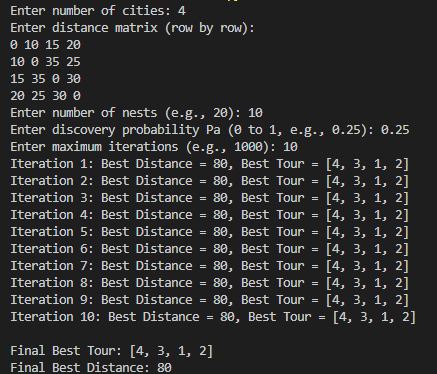 Enter number of cities: 4
Enter distance matrix (row by row):
0 10 15 20
10 0 35 25
15 35 0 30
20 25 30 0
Enter number of nests (e.g., 20): 10
Enter discovery probability Pa (0 to 1, e.g., 0.25): 0.25
Enter maximum iterations (e.g., 1000): 10
Iteration 1: Best Distance = 80, Best Tour = [4, 3, 1, 2]
Iteration 2: Best Distance = 80, Best Tour = [4, 3, 1, 2]
Iteration 3: Best Distance = 80, Best Tour = [4, 3, 1, 2]
Iteration 4: Best Distance = 80, Best Tour = [4, 3, 1, 2]
Iteration 5: Best Distance = 80, Best Tour = [4, 3, 1, 2]
Iteration 6: Best Distance = 80, Best Tour = [4, 3, 1, 2]
Iteration 7: Best Distance = 80, Best Tour = [4, 3, 1, 2]
Iteration 8: Best Distance = 80, Best Tour = [4, 3, 1, 2]
Iteration 9: Best Distance = 80, Best Tour = [4, 3, 1, 2]
Iteration 10: Best Distance = 80, Best Tour = [4, 3, 1, 2]
Final Best Tour: [4, 3, 1, 2]
Final Best Distance: 80